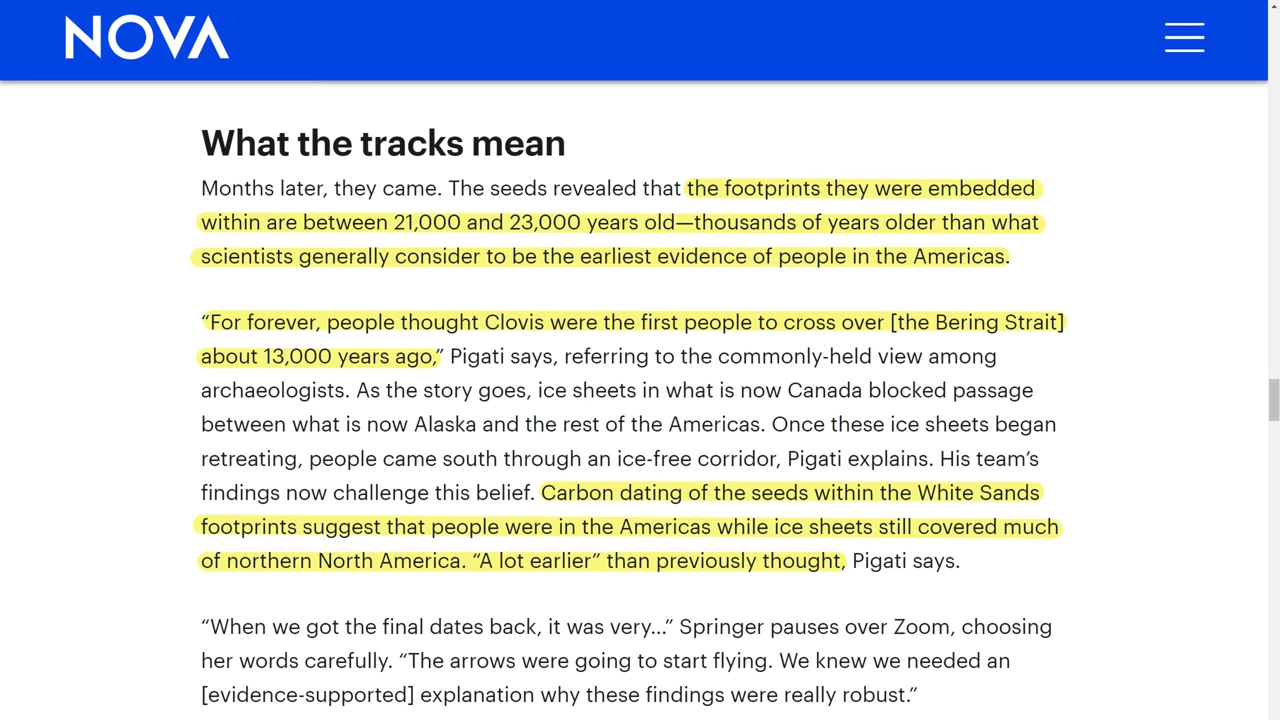 NOVA
What the tracks mean
Months later, they came. The seeds revealed that the footprints they were embedded
within are between 21,000 and 23,000 years old—thousands of years older than what
scientists generally consider to be the earliest evidence of people in the Americas.
“For forever, people thought Clovis were the first people to cross over [the Bering Strait]
about 13,000 years ago,” Pigati says, referring to the commonly-held view among
archaeologists. As the story goes, ice sheets in what is now Canada blocked passage
between what is now Alaska and the rest of the Americas. Once these ice sheets began
retreating, people came south through an ice-free corridor, Pigati explains. His team’s
findings now challenge this belief. Carbon dating of the seeds within the White Sands
footprints suggest that people were in the Americas while ice sheets still covered much
of northern North America. “A lot earlier” than previously thought, Pigati says.
“When we got the final dates back, it was very...” Springer pauses over Zoom, choosing
her words carefully. “The arrows were going to start flying. We knew we needed an
[evidence-supported] explanation why these findings were really robust.”